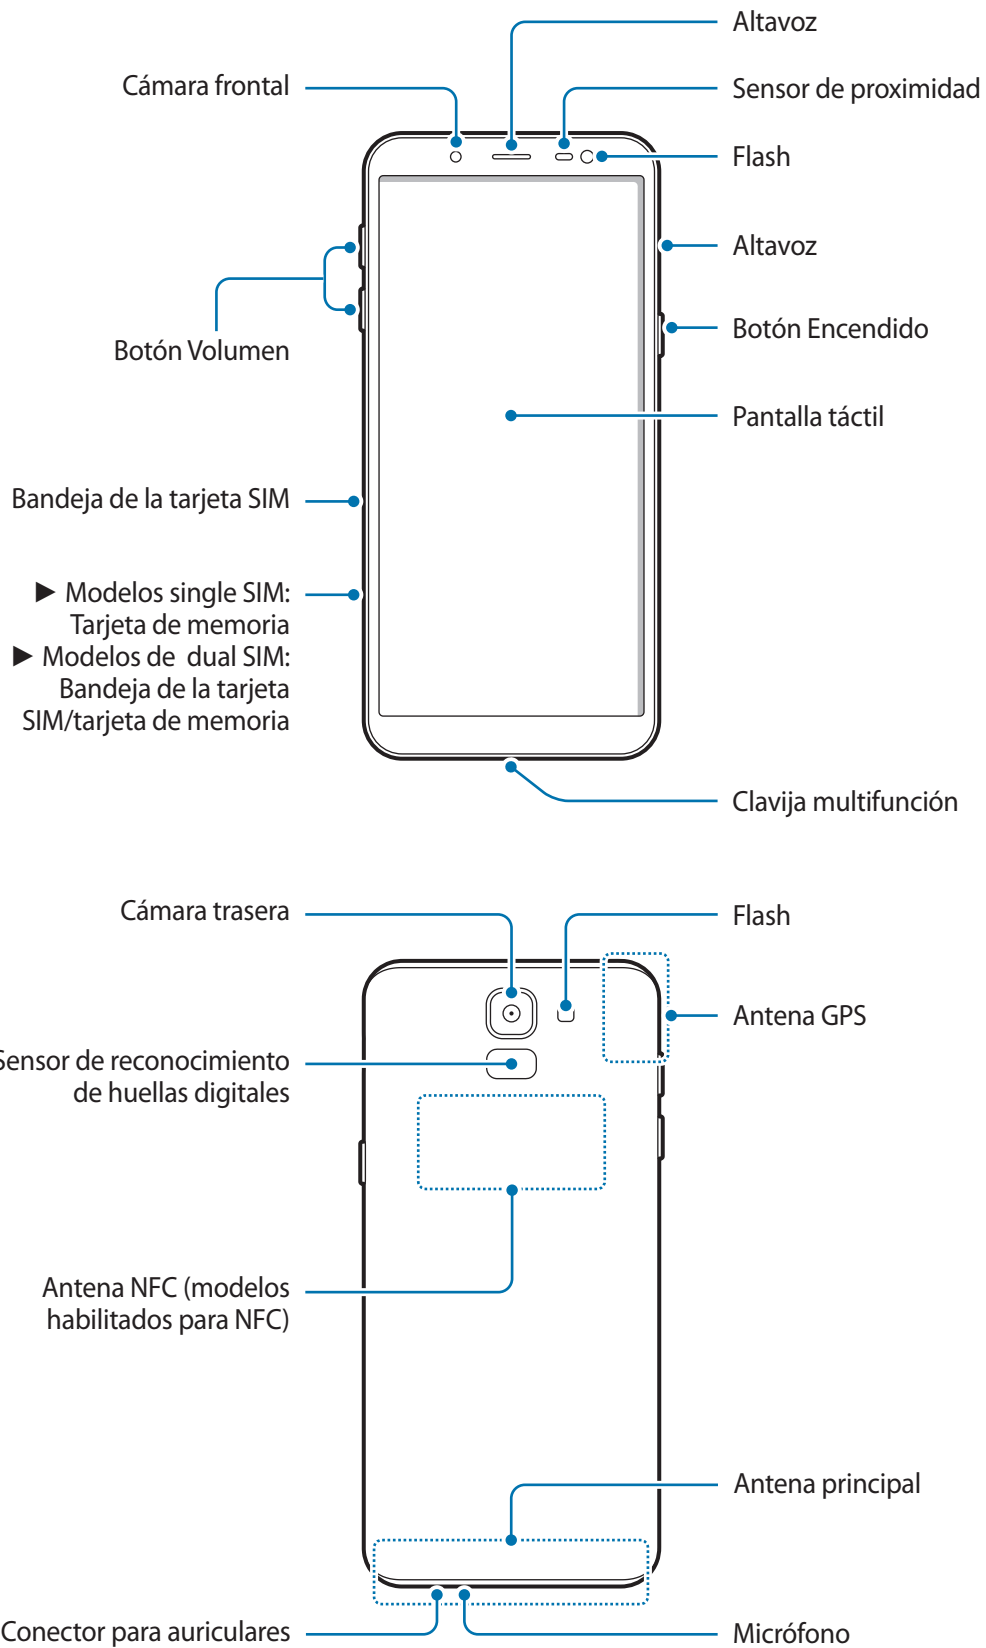 Altavoz
Cámara frontal
Sensor de proximidad
Flash
Altavoz
Botón Encendido
Botón Volumen
Pantalla táctil
Bandeja de la tarjeta SIM
► Modelos single SIM:
Tarjeta de memoria
► Modelos de dual SIM:
Bandeja de la tarjeta
SIM/tarjeta de memoria
Clavija multifunción
Cámara trasera
Flash
Antena GPS
Sensor de reconocimiento
de huellas digitales
Antena NFC (modelos
habilitados para NFC)
Antena principal
Conector para auriculares
Micrófono